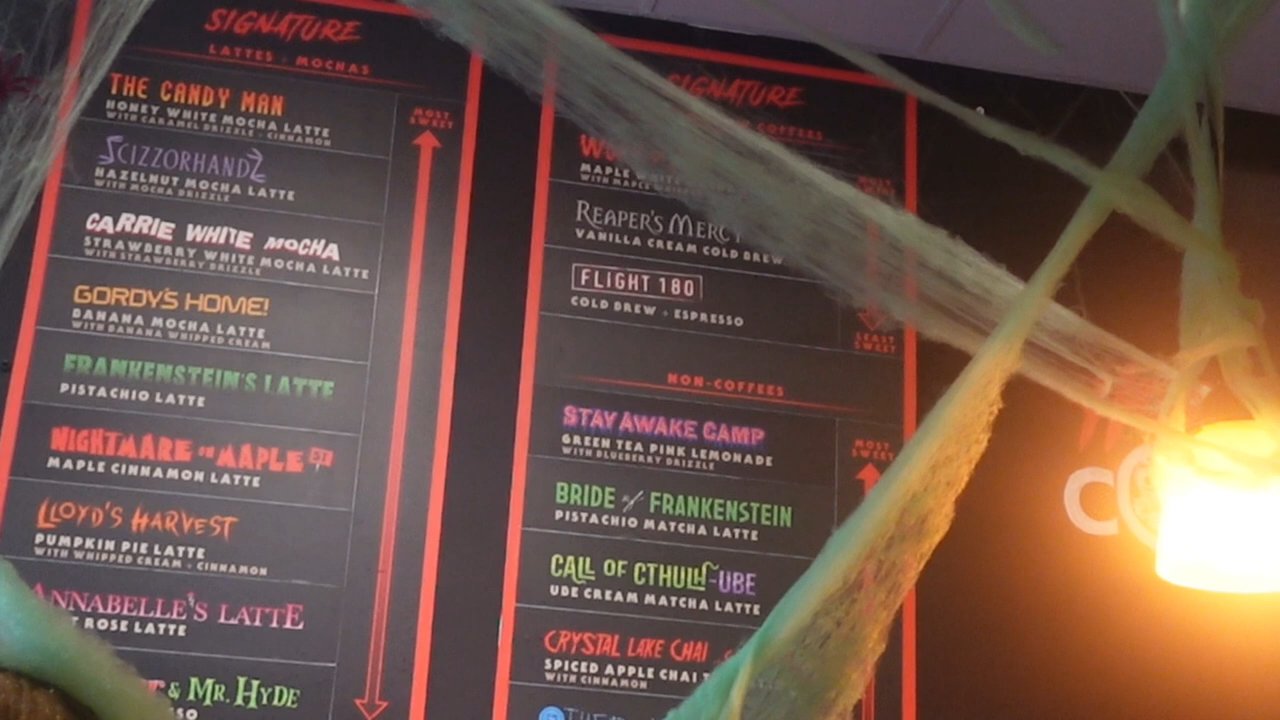 SIGNATURE
LATTES + MOCHAS
MOST
SWEET
THE CANDY MAN
HONEY WHITE MOCHA LATTE
WITH CARAMEL DRIZZLE + CINNAMON
SCIZZORHANDZ
HAZELNUT MOCHA LATTE
WITH MOCHA DRIZZLE
CARRIE WHITE MOCHA
STRAWBERRY WHITE MOCHA LATTE
WITH STRAWBERRY DRIZZLE
GORDY'S HOME!
BANANA MOCHA LATTE
WITH BANANA WHIPPED CREAM
FRANKENSTEIN'S LATTE
PISTACHIO LATTE
NIGHTMARE ON MAPLE ST
MAPLE CINNAMON LATTE
LLOYD'S HARVEST
PUMPKIN PIE LATTE
WITH WHIPPED CREAM + CINNAMON
ANNABELLE'S LATTE
ROSE LATTE
& MR. HYDE
SIGNATURE
COFFEES
MAPLE WHITE
WITH MAPLE
REAPER'S MERCY
VANILLA CREAM COLD BREW
FLIGHT 180
COLD BREW + ESPRESSO
LEAST
SWEET
NON-COFFEES
MOST
SWEET
STAY AWAKE CAMP
GREEN TEA PINK LEMONADE
WITH BLUEBERRY DRIZZLE
BRIDE of FRANKENSTEIN
PISTACHIO MATCHA LATTE
CALL OF CTHULH-UBE
UBE CREAM MATCHA LATTE
CRYSTAL LAKE CHAI
SPICED APPLE CHAI
WITH CINNAMON